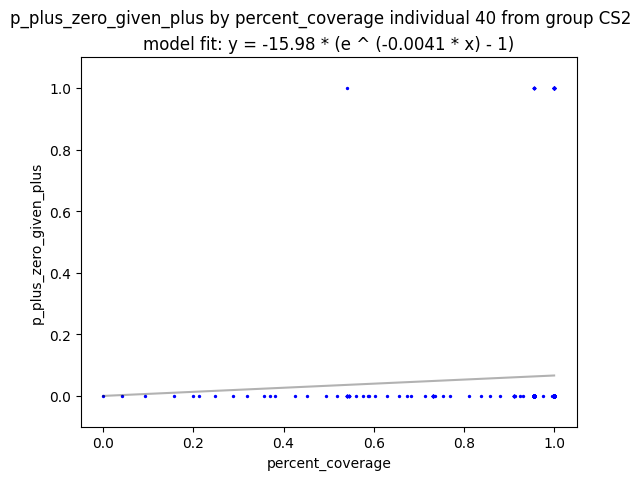 p_plus_zero_given_plus by percent_coverage individual 40 from group CS2
model fit: y = -15.98 * (e ^ (-0.0041 * x) - 1)
p_plus_zero_given_plus
1.0
0.8
0.6
0.4
0.2
0.0
0.0 0.2 0.4 0.6 0.8 1.0
percent_coverage